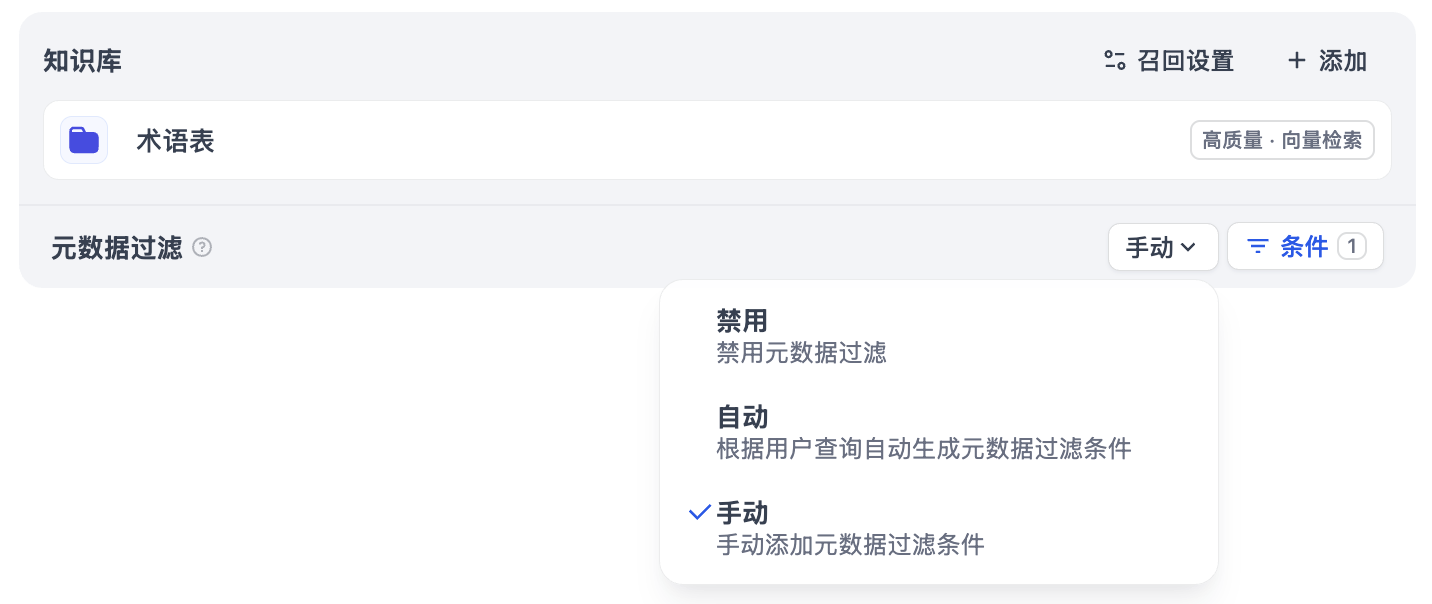 知识库
召回设置
+ 添加
术语表
高质量 · 向量检索
元数据过滤
手动
条件 1
禁用
禁用元数据过滤
自动
根据用户查询自动生成元数据过滤条件
手动
手动添加元数据过滤条件